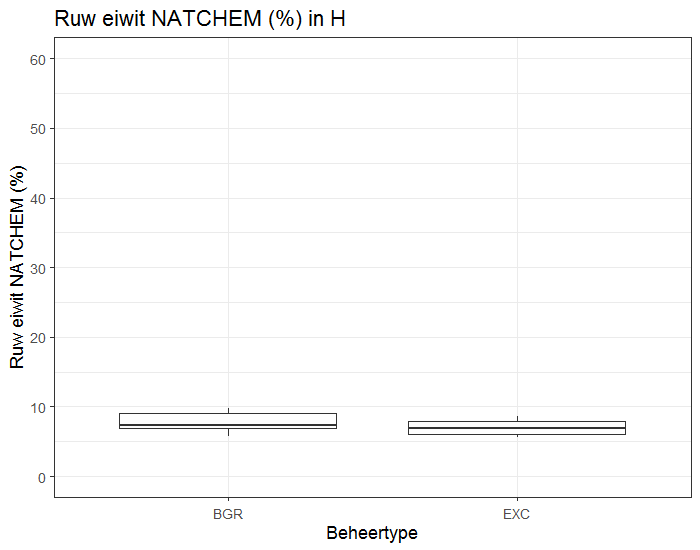 Ruw eiwit NATCHEM (%) in H
Ruw eiwit NATCHEM (%)
60
50
40
30
20
10
0
BGR EXC
Beheertype